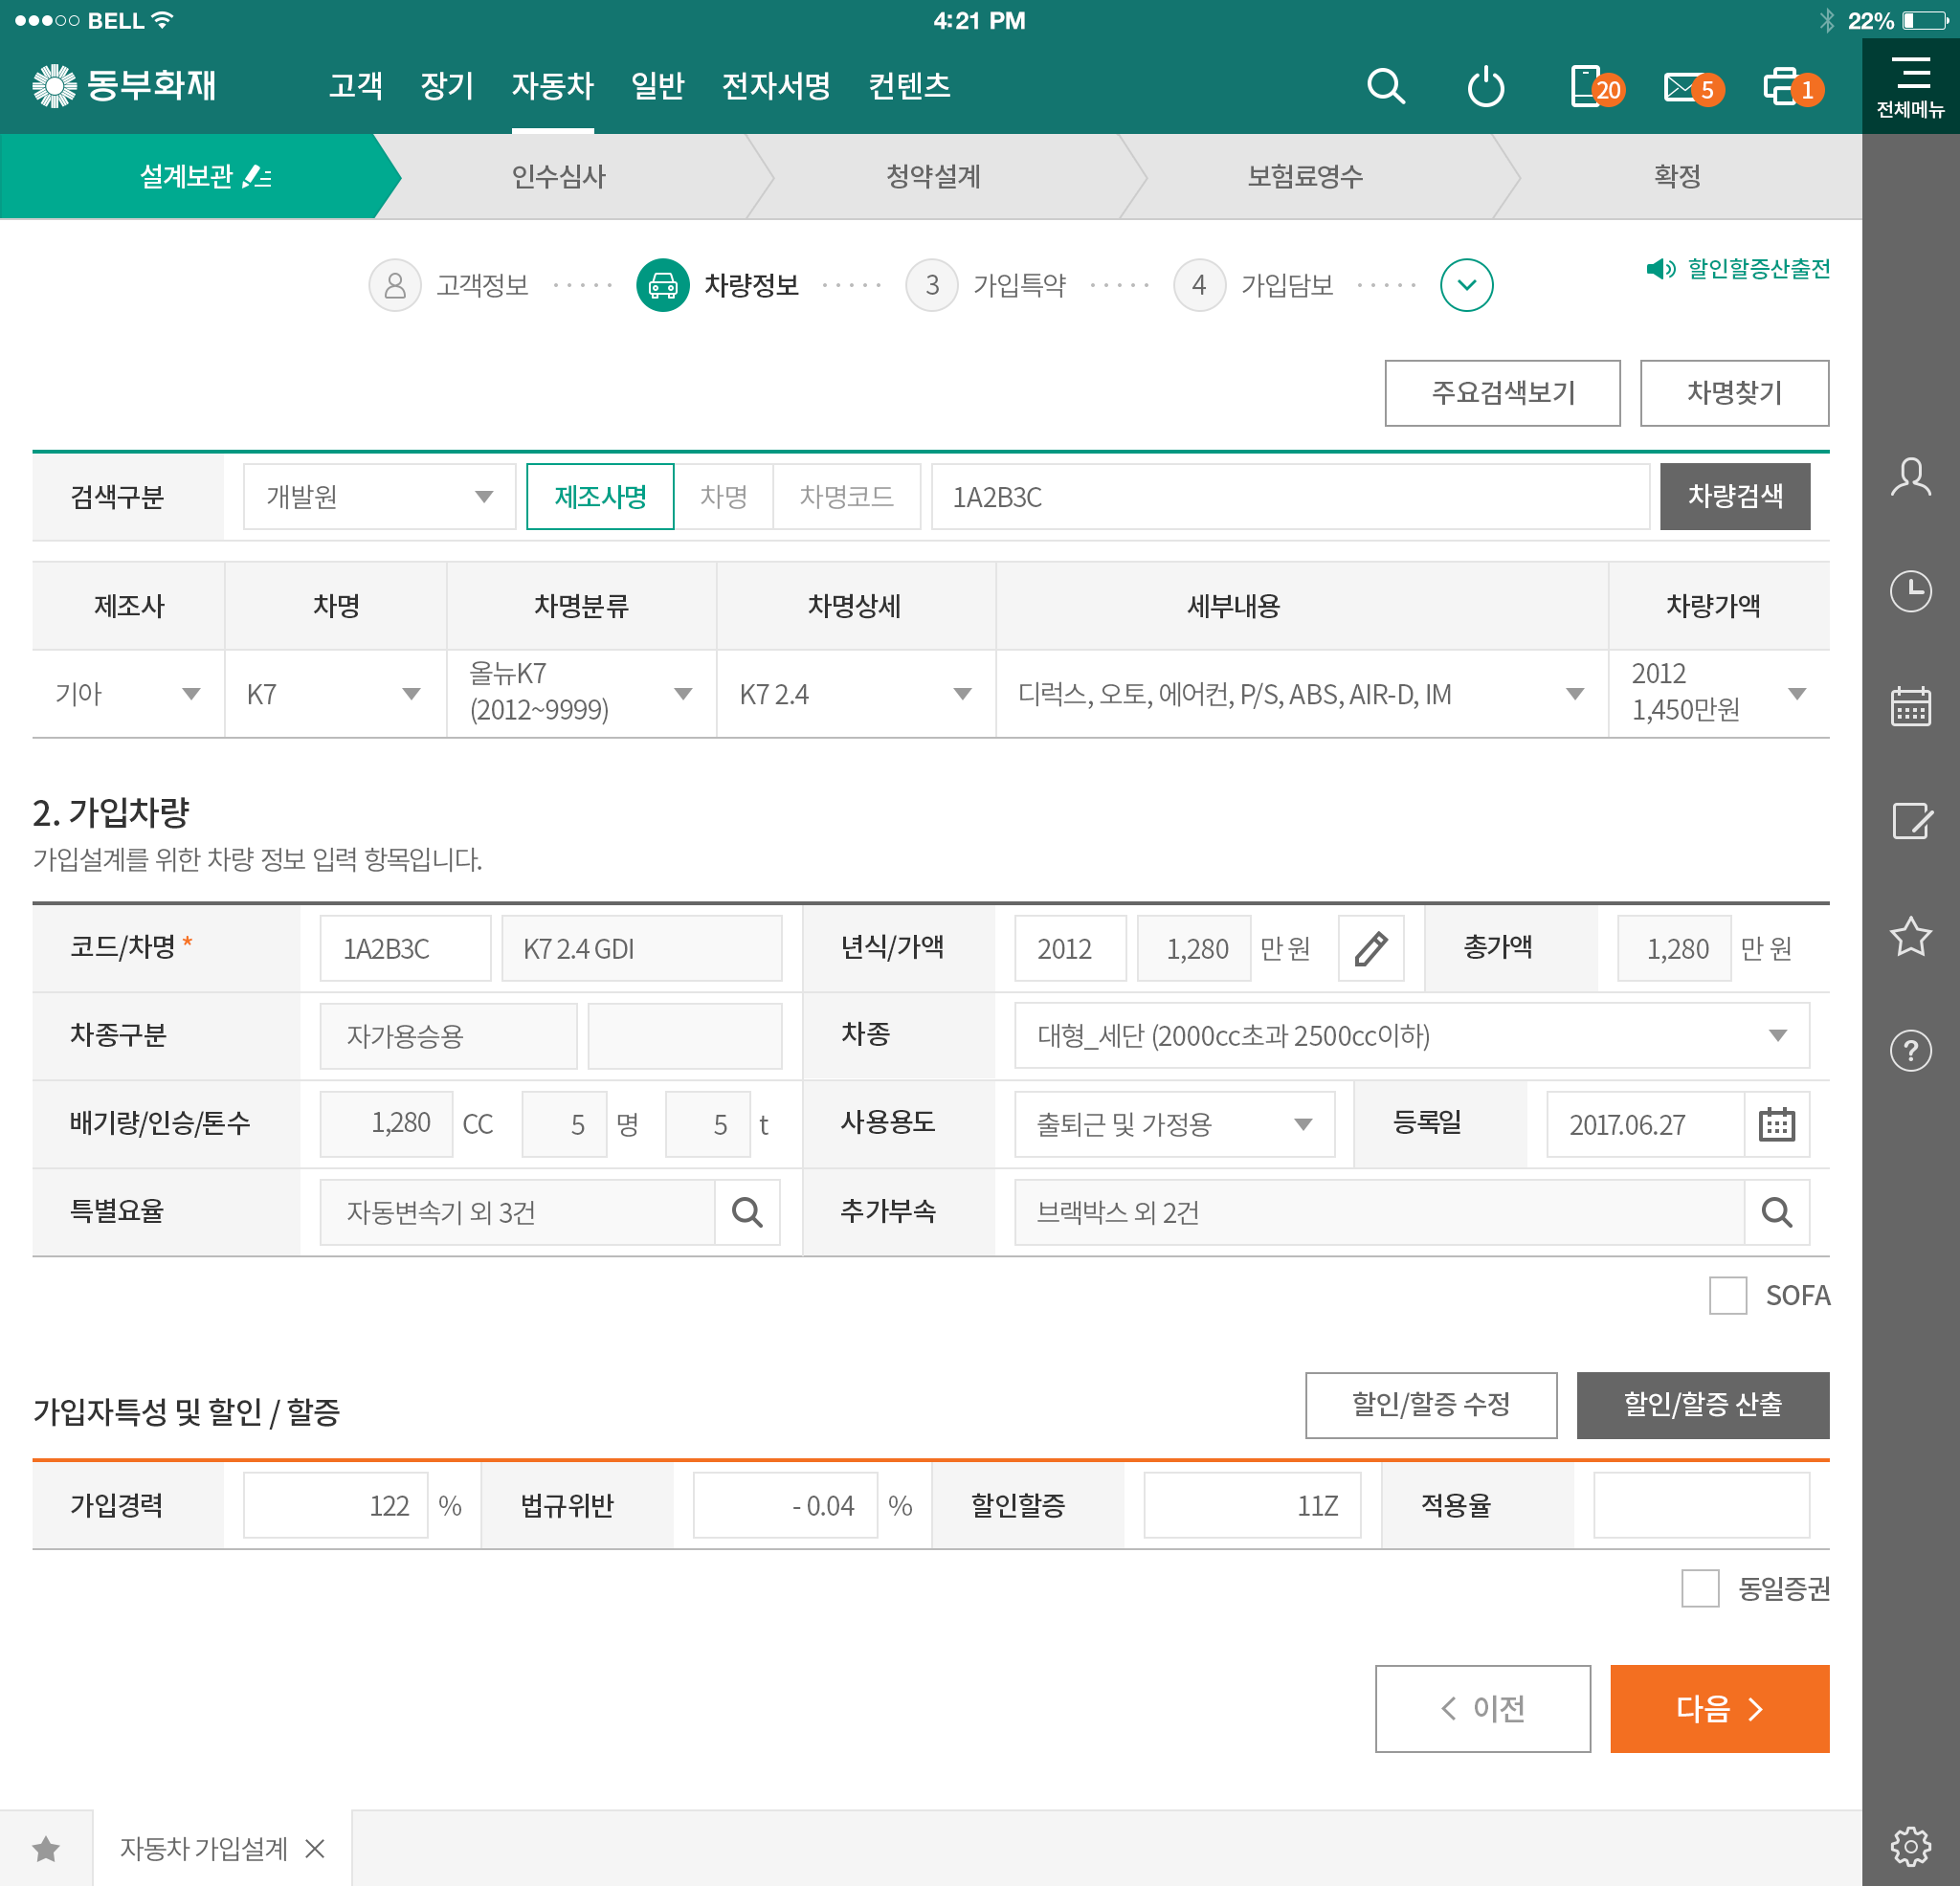 BELL 4:21 PM 22%
동부화재 고객 장기 자동차 일반 전자서명 컨텐츠 20 5 1 전체메뉴
설계보관 인수심사 청약설계 보험료영수 확정
고객정보 차량정보 3 가입특약 4 가입담보 할인할증산출전
주요검색보기 차명찾기
검색구분 개발원 제조사명 차명 차명코드 1A2B3C 차량검색
제조사 차명 차명분류 차명상세 세부내용 차량가액
기아 K7 올뉴K7 (2012~9999) K7 2.4 디럭스, 오토, 에어컨, P/S, ABS, AIR-D, IM 2012 1,450만원
2. 가입차량
가입설계를 위한 차량 정보 입력 항목입니다.
코드/차명 * 1A2B3C K7 2.4 GDI 년식/가액 2012 1,280 만 원 총가액 1,280 만 원
차종구분 자가용승용 차종 대형_세단 (2000cc초과 2500cc이하)
배기량/인승/톤수 1,280 CC 5 명 5 t 사용용도 출퇴근 및 가정용 등록일 2017.06.27
특별요율 자동변속기 외 3건 추가부속 브랙박스 외 2건
SOFA
가입자특성 및 할인 / 할증 할인/할증 수정 할인/할증 산출
가입경력 122 % 법규위반 - 0.04 % 할인할증 11Z 적용율
동일증권
이전 다음
자동차 가입설계